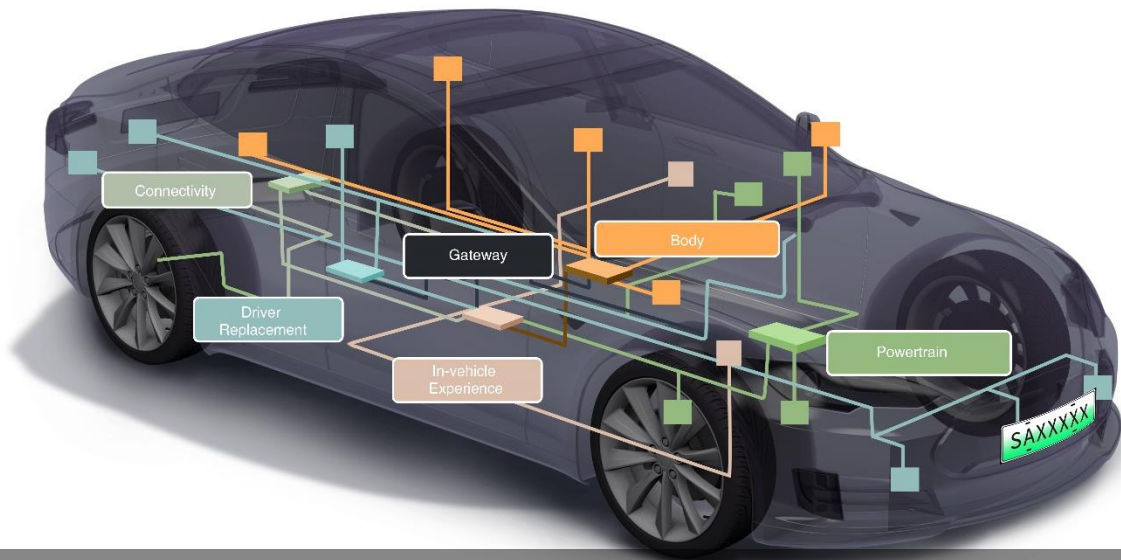 Connectivity
Gateway
Body
Driver
Replacement
Powertrain
In-vehicle
Experience
SAXXXXX